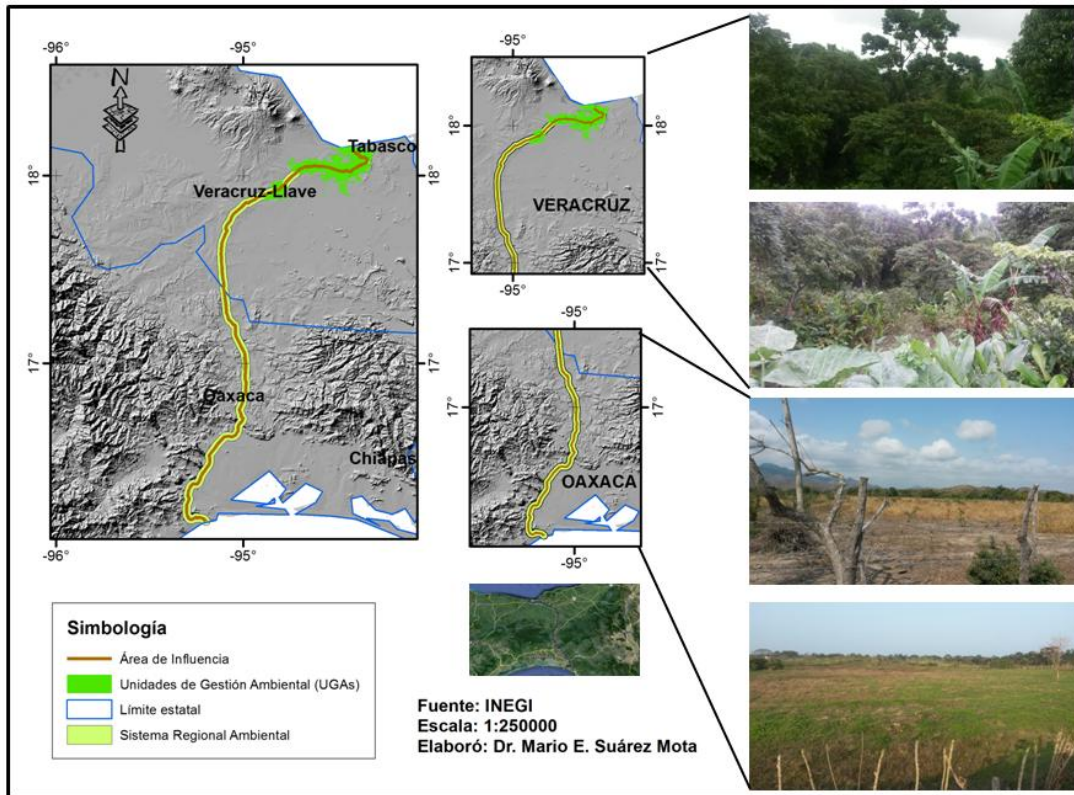 -96
-95
N
Tabasco
18°
18°
Veracruz-Llave
17°
17°
Oaxaca
Chiapas
-96
-95
-95
18°
18°
VERACRUZ
17°
17°
-95
-95
17°
17°
OAXACA
-95
Simbología
Área de Influencia
Unidades de Gestión Ambiental (UGAs)
Límite estatal
Sistema Regional Ambiental
Fuente: INEGI
Escala: 1:250000
Elaboró: Dr. Mario E. Suárez Mota